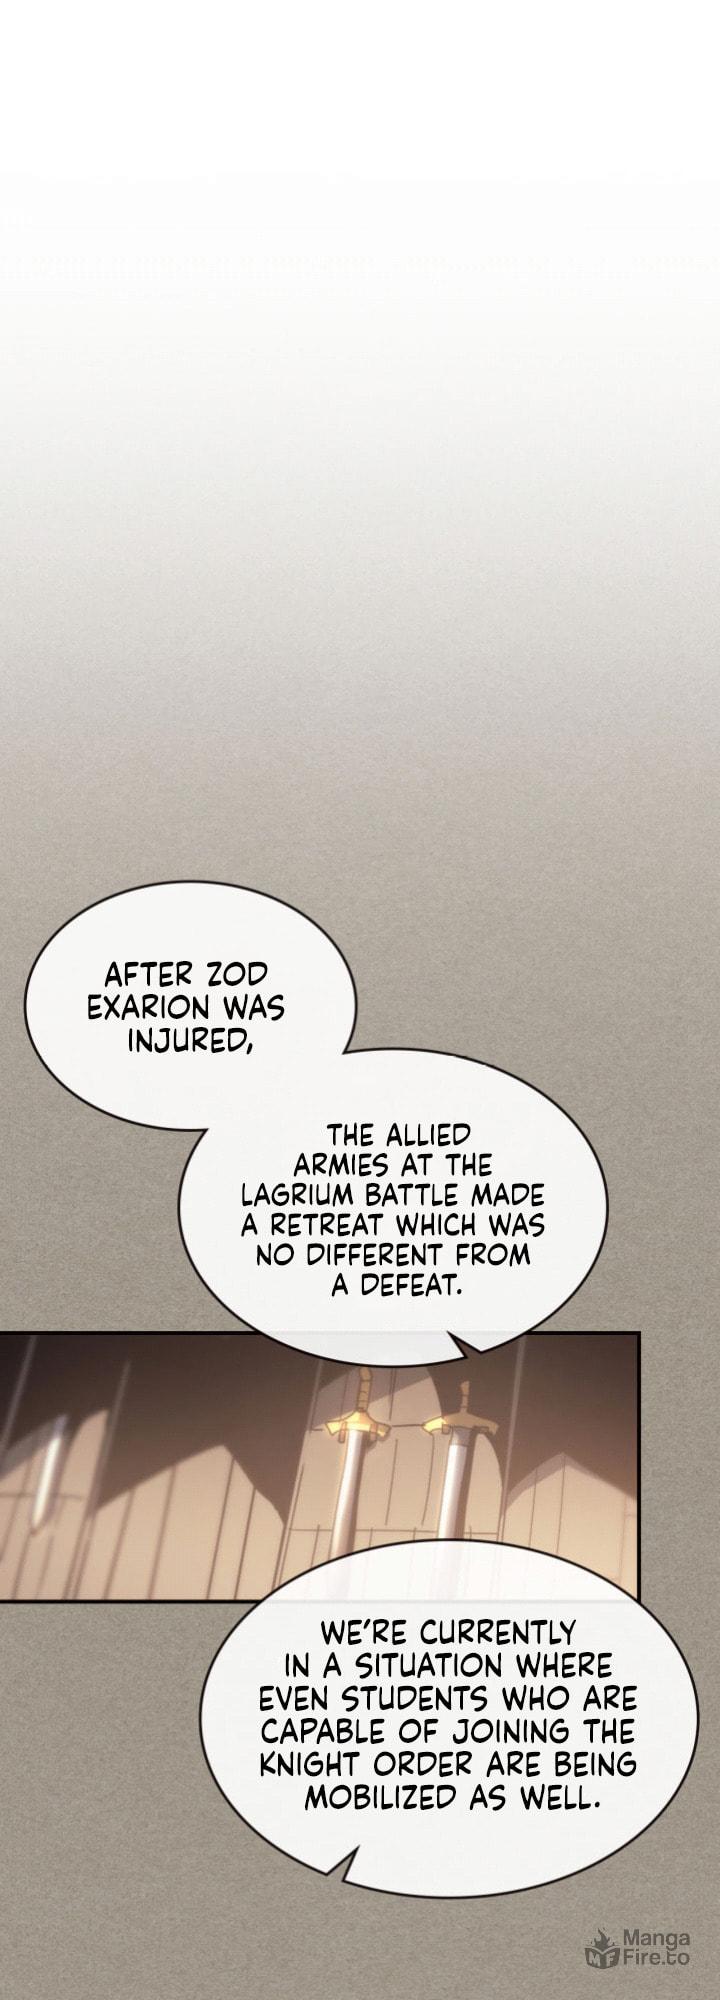 AFTER ZOD
EXARION WAS
INJURED,
THE ALLIED
ARMIES AT THE
LAGRIUM BATTLE MADE
A RETREAT WHICH WAS
NO DIFFERENT FROM
A DEFEAT.
WE'RE CURRENTLY
IN A SITUATION WHERE
EVEN STUDENTS WHO ARE
CAPABLE OF JOINING THE
KNIGHT ORDER ARE BEING
MOBILIZED AS WELL.
Manga
MF Fire.to